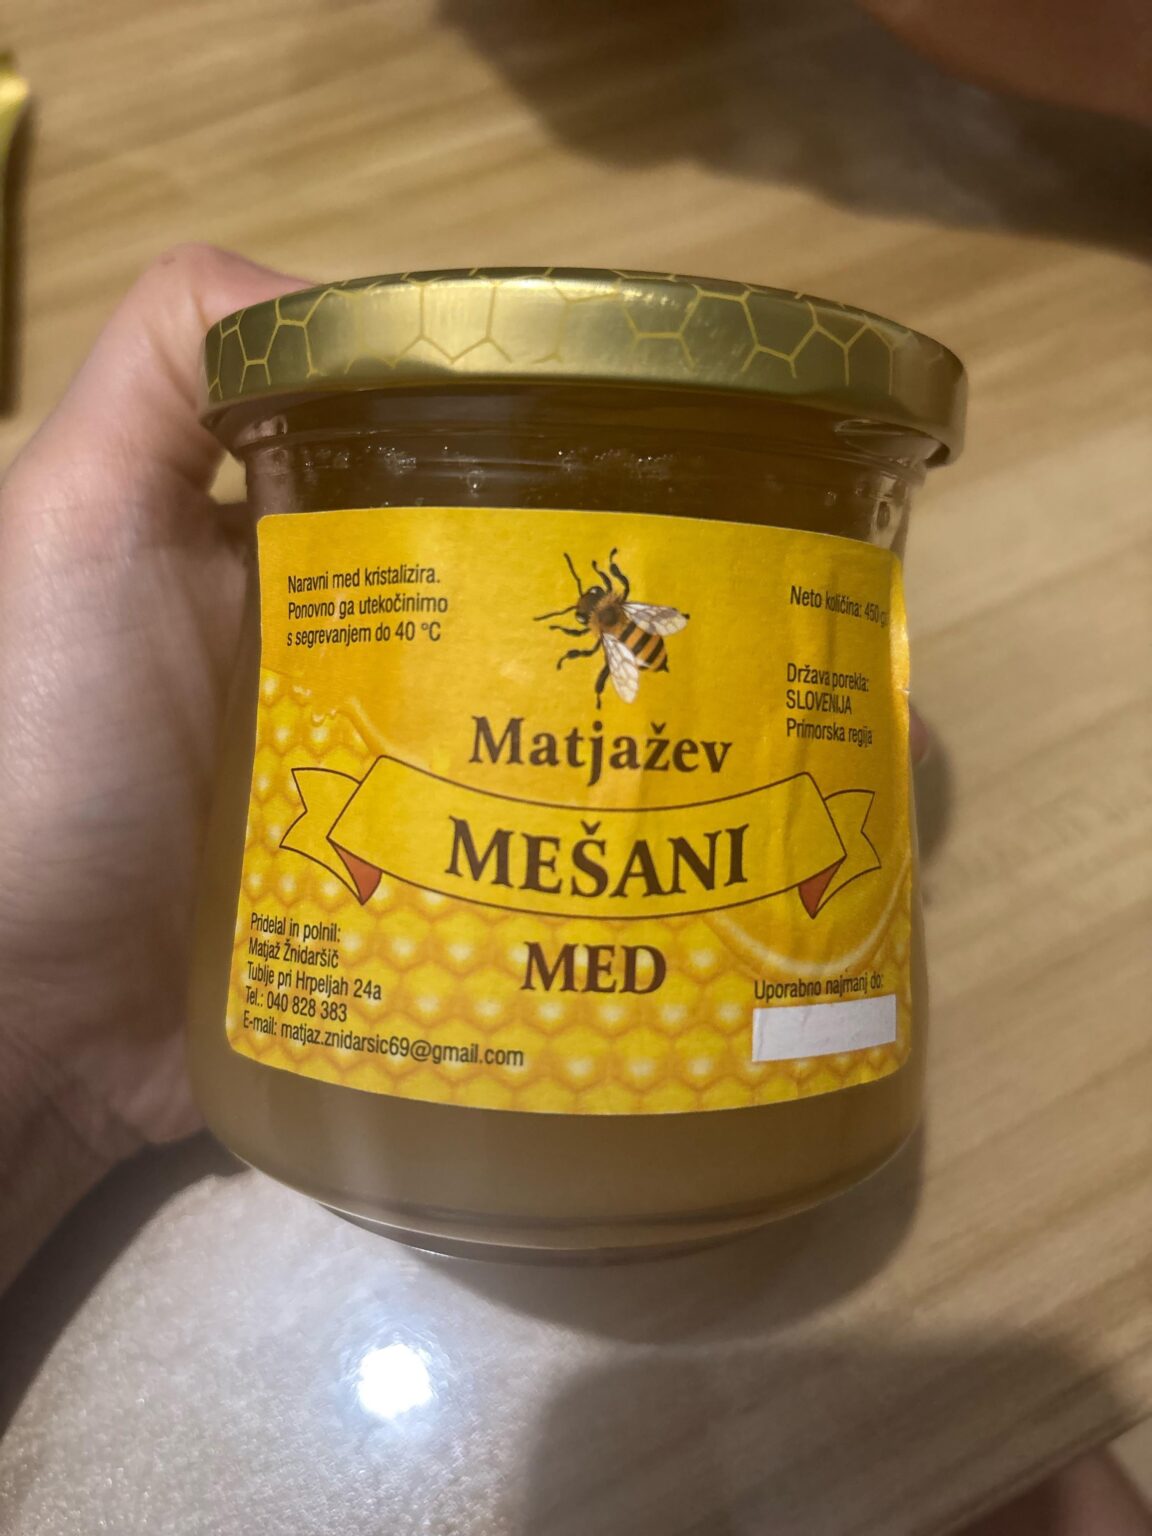 Naravni med kristalizira.
Ponovno ga utekočinimo
s segrevanjem do 40 °C
Neto količina: 450 g
Država porekla:
SLOVENIJA
Primorska regija
Matjažev
MEŠANI
MED
Pridelal in polnil:
Matjaž Žnidaršič
Tublje pri Hrpeljah 24a
Tel.: 040 828 383
E-mail: matjaz.znidarsic69@gmail.com
Uporabno najmanj do: